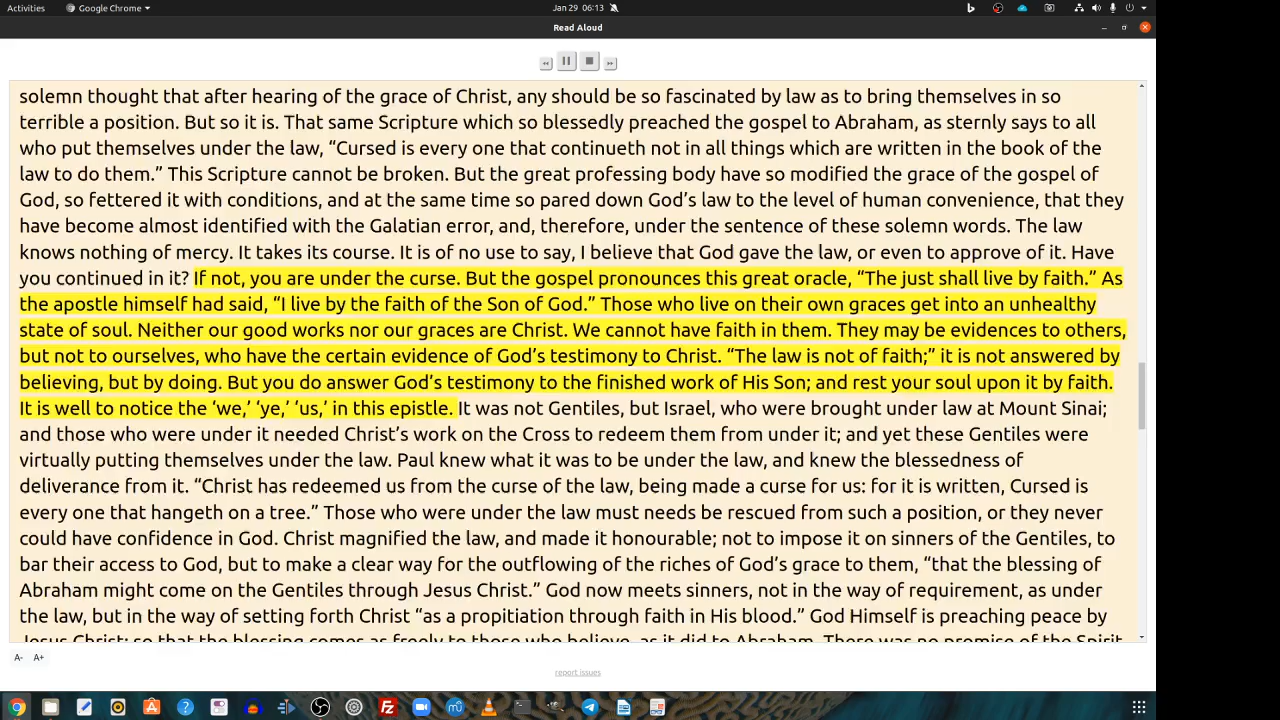 Activities
Google Chrome
Jan 29 06:13
Read Aloud
solemn thought that after hearing of the grace of Christ, any should be so fascinated by law as to bring themselves in so
terrible a position. But so it is. That same Scripture which so blessedly preached the gospel to Abraham, as sternly says to all
who put themselves under the law, “Cursed is every one that continueth not in all things which are written in the book of the
law to do them.” This Scripture cannot be broken. But the great professing body have so modified the grace of the gospel of
God, so fettered it with conditions, and at the same time so pared down God’s law to the level of human convenience, that they
have become almost identified with the Galatian error, and, therefore, under the sentence of these solemn words. The law
knows nothing of mercy. It takes its course. It is of no use to say, I believe that God gave the law, or even to approve of it. Have
you continued in it? If not, you are under the curse. But the gospel pronounces this great oracle, “The just shall live by faith.” As
the apostle himself had said, “I live by the faith of the Son of God.” Those who live on their own graces get into an unhealthy
state of soul. Neither our good works nor our graces are Christ. We cannot have faith in them. They may be evidences to others,
but not to ourselves, who have the certain evidence of God’s testimony to Christ. “The law is not of faith;” it is not answered by
believing, but by doing. But you do answer God’s testimony to the finished work of His Son; and rest your soul upon it by faith.
It is well to notice the ‘we,’ ‘ye,’ ‘us,’ in this epistle. It was not Gentiles, but Israel, who were brought under law at Mount Sinai;
and those who were under it needed Christ’s work on the Cross to redeem them from under it; and yet these Gentiles were
virtually putting themselves under the law. Paul knew what it was to be under the law, and knew the blessedness of
deliverance from it. “Christ has redeemed us from the curse of the law, being made a curse for us: for it is written, Cursed is
every one that hangeth on a tree.” Those who were under the law must needs be rescued from such a position, or they never
could have confidence in God. Christ magnified the law, and made it honourable; not to impose it on sinners of the Gentiles, to
bar their access to God, but to make a clear way for the outflowing of the riches of God’s grace to them, “that the blessing of
Abraham might come on the Gentiles through Jesus Christ.” God now meets sinners, not in the way of requirement, as under
the law, but in the way of setting forth Christ “as a propitiation through faith in His blood.” God Himself is preaching peace by
Jesus Christ; so that the blessing comes as freely to those who believe, as it did to Abraham. There was no promise of the Spirit
A- A+
report issues